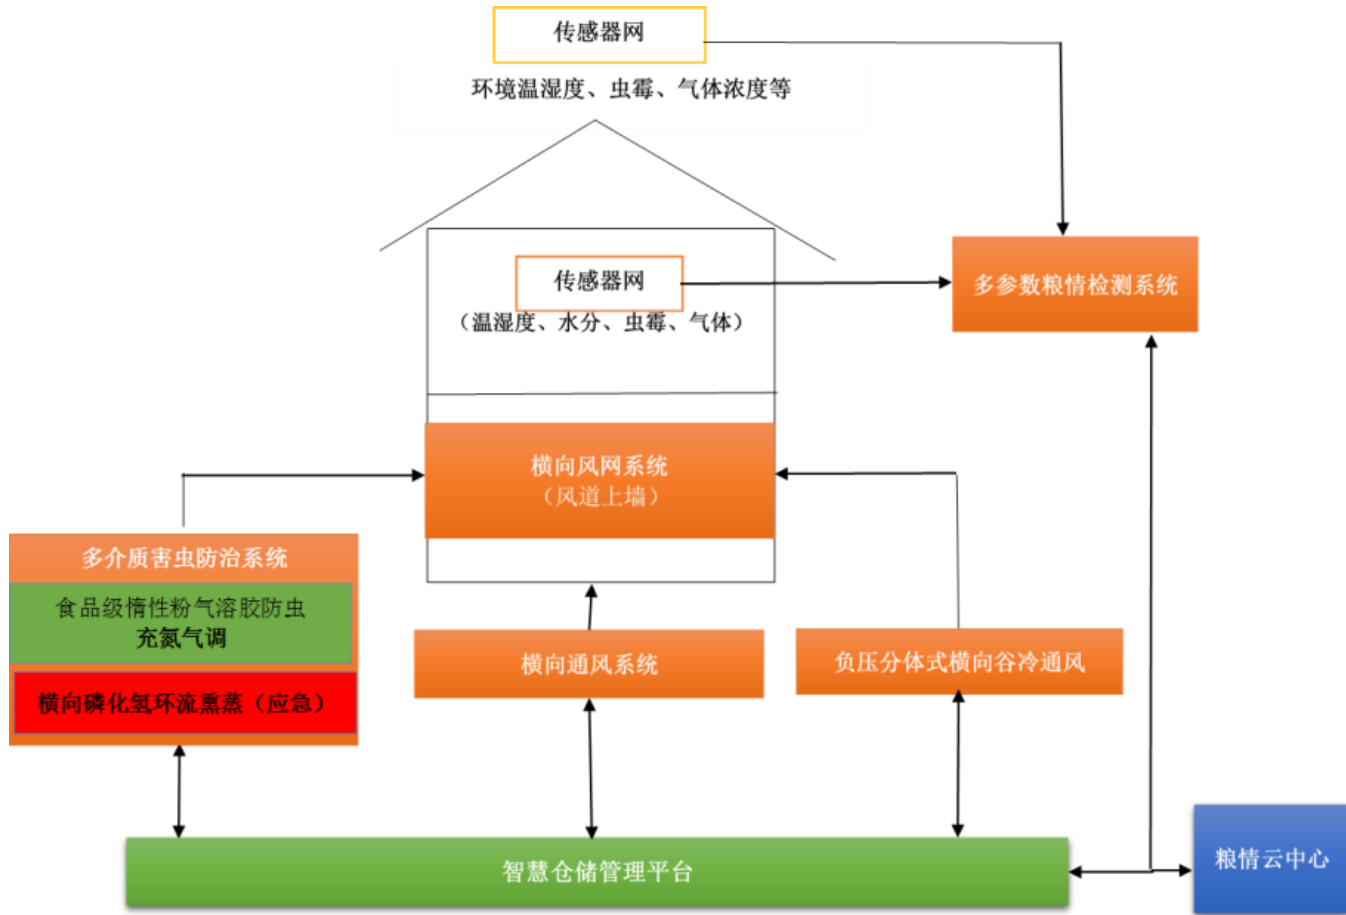 传感器网
环境温湿度、虫霉、气体浓度等
传感器网
（温湿度、水分、虫霉、气体）
多参数粮情检测系统
横向风网系统
（风道上墙）
多介质害虫防治系统
食品级惰性粉气溶胶防虫
充氮气调
横向磷化氢环流熏蒸（应急）
横向通风系统
负压分体式横向谷冷通风
智慧仓储管理平台
粮情云中心